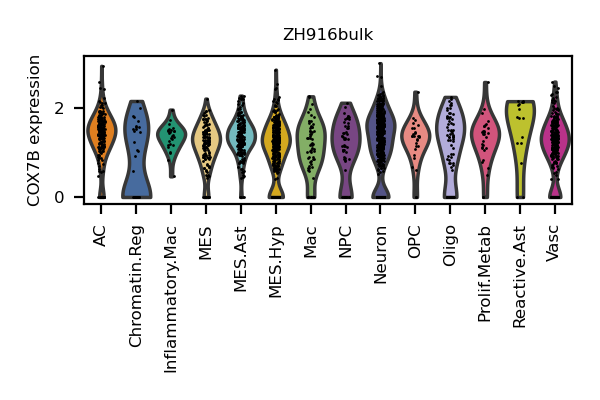 ZH916bulk
COX7B expression
2
0
AC
Chromatin.Reg
Inflammatory.Mac
MES
MES.Ast
MES.Hyp
Mac
NPC
Neuron
OPC
Oligo
Prolif.Metab
Reactive.Ast
Vasc